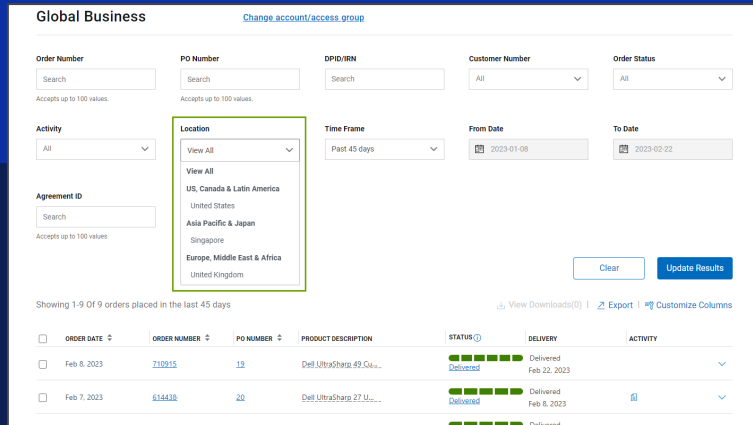 Global Business
Change account/access group
Order Number
PO Number
DPID/IRN
Customer Number
Order Status
Search
Search
Search
All
All
Accepts up to 100 values.
Accepts up to 100 values.
Activity
Location
Time Frame
From Date
To Date
All
View All
Past 45 days
2023-01-08
2023-02-22
View All
US, Canada & Latin America
United States
Asia Pacific & Japan
Singapore
Europe, Middle East & Africa
United Kingdom
Agreement ID
Search
Accepts up to 100 values
Clear
Update Results
Showing 1-9 Of 9 orders placed in the last 45 days
View Downloads(0) | Export | Customize Columns
ORDER DATE ORDER NUMBER PO NUMBER PRODUCT DESCRIPTION STATUS DELIVERY ACTIVITY
Feb 8, 2023 710915 19 Dell UltraSharp 49 Cu... Delivered Delivered
Feb 22, 2023
Feb 7, 2023 614438 20 Dell UltraSharp 27 U... Delivered Delivered
Feb 8, 2023